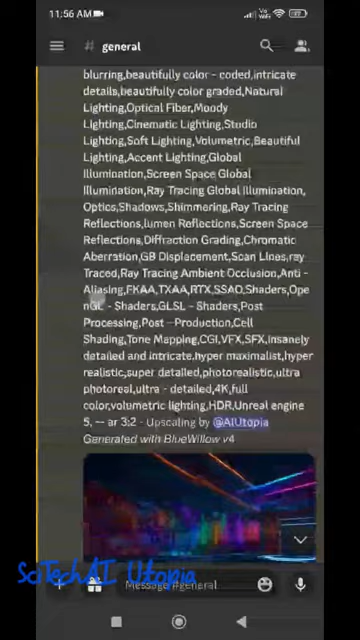 11:56 AM
# general
blurring,beautifully color - coded,intricate
details,beautifully color graded,Natural
Lighting,Optical Fiber,Moody
Lighting,Cinematic Lighting,Studio
Lighting,Soft Lighting,Volumetric,Beautiful
Lighting,Accent Lighting,Global
Illumination,Screen Space Global
Illumination,Ray Tracing Global Illumination,
Optics,Shadows,Shimmering,Ray Tracing
Reflections,lumen Reflections,Screen Space
Reflections,Diffraction Grading,Chromatic
Aberration,GB Displacement,Scan Lines,ray
Traced,Ray Tracing Ambient Occlusion,Anti -
Aliasing,FKAA,TXAA,RTX,SSAO,Shaders,Ope
nGL - Shaders,GLSL - Shaders,Post
Processing,Post - Production,Cell
Shading,Tone Mapping,CGI,VFX,SFX,insanely
detailed and intricate,hyper maximalist,hyper
realistic,super detailed,photorealistic,ultra
photoreal,ultra - detailed,4K,full
color,volumetric lighting,HDR,Unreal engine
5, -- ar 3:2 - Upscaling by @AIUtopia
Generated with BlueWillow v4
SciTechAI Utopia
Message #general